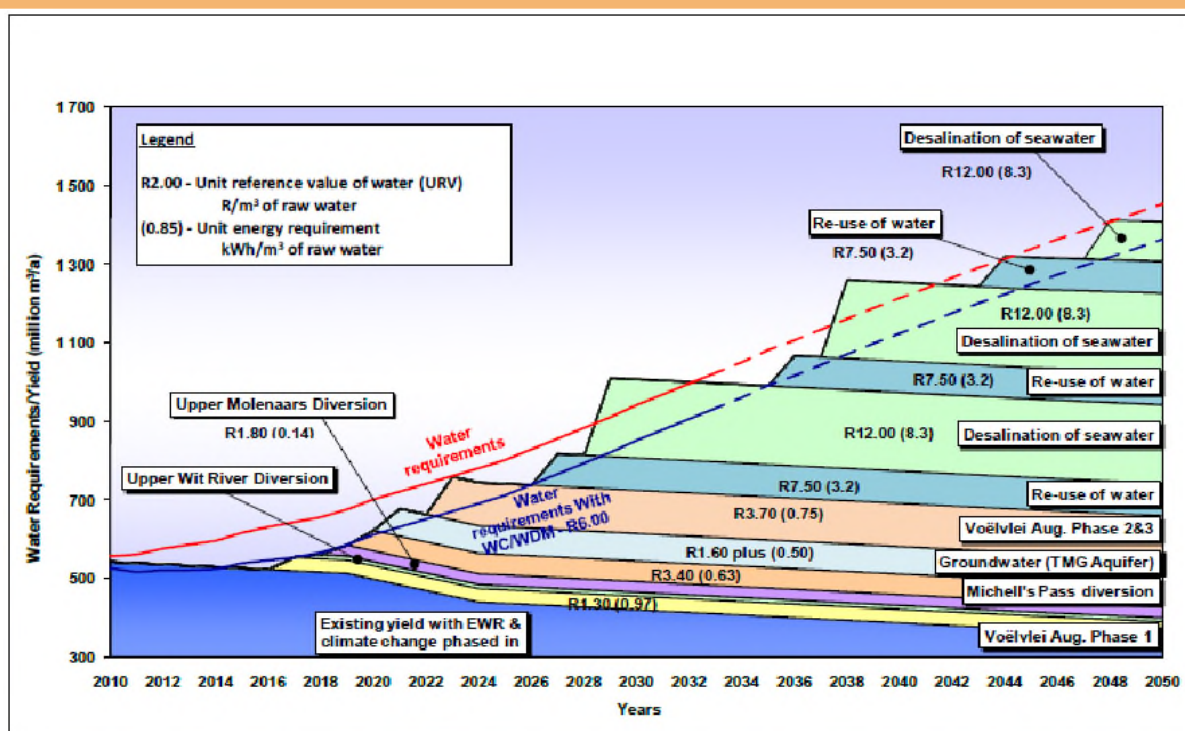 Water Requirements/Yield (million m³/a)
1 700
1 500
1 300
1 100
900
700
500
300
Legend
R2.00 - Unit reference value of water (URV)
R/m³ of raw water
(0.85) - Unit energy requirement
kWh/m³ of raw water
Desalination of seawater
R12.00 (8.3)
Re-use of water
R7.50 (3.2)
R12.00 (8.3)
Desalination of seawater
R7.50 (3.2)
Re-use of water
Upper Molenaars Diversion
R1.80 (0.14)
Water
requirements
R12.00 (8.3)
Desalination of seawater
Upper Wit River Diversion
R7.50 (3.2)
Re-use of water
Water
requirements With
WC/WDM - R6.00
R3.70 (0.75)
Voëlvlei Aug. Phase 2&3
R1.60 plus (0.50)
Groundwater (TMG Aquifer)
R3.40 (0.63)
Michell's Pass diversion
R1.30 (0.97)
Existing yield with EWR &
climate change phased in
Voëlvlei Aug. Phase 1
2010 2012 2014 2016 2018 2020 2022 2024 2026 2028 2030 2032 2034 2036 2038 2040 2042 2044 2046 2048 2050
Years